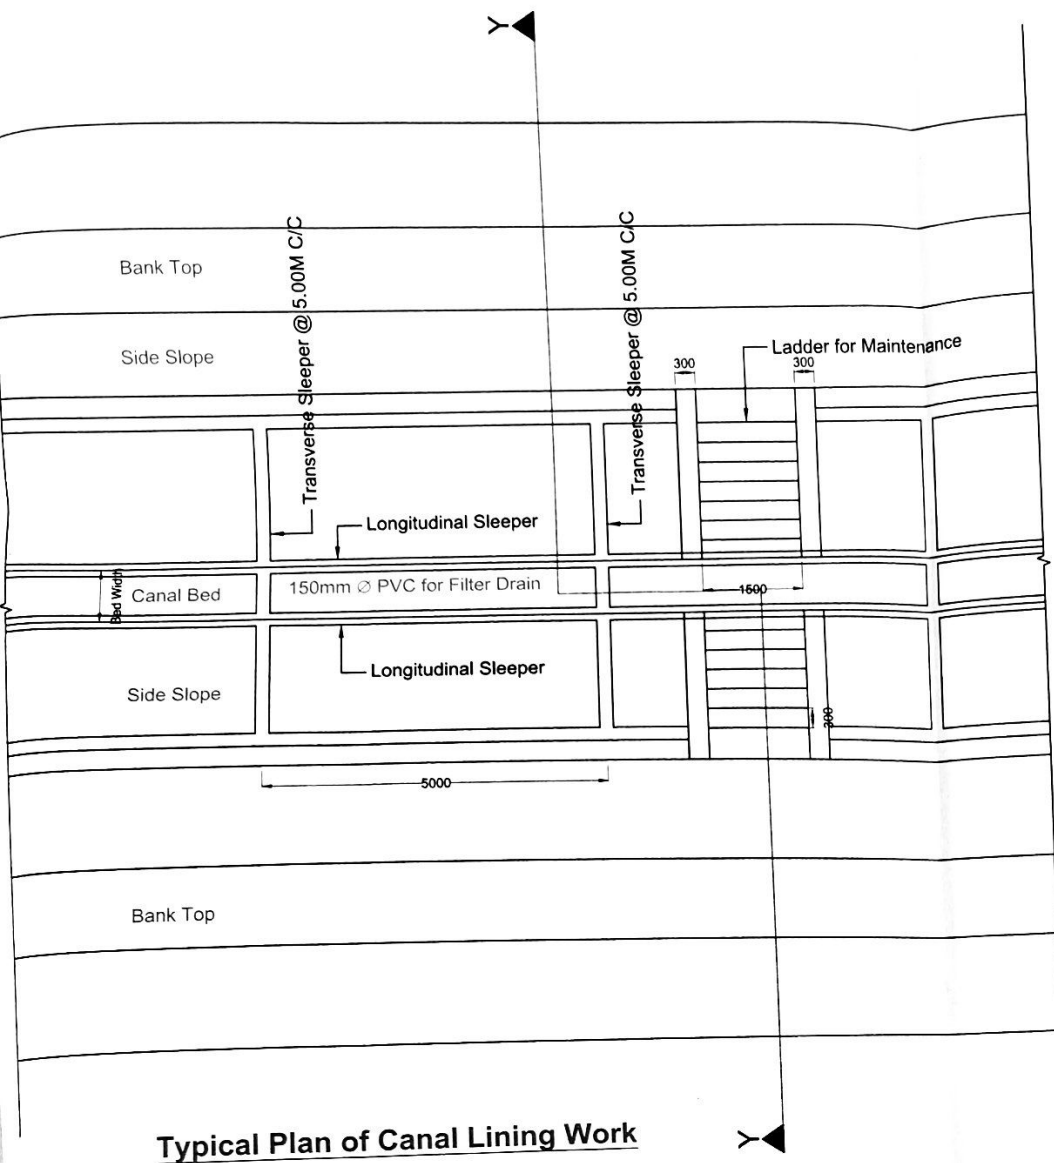 Y
Bank Top
Transverse Sleeper @ 5.00M C/C
Transverse Sleeper @ 5.00M C/C
Side Slope
Ladder for Maintenance
300
300
Longitudinal Sleeper
150mm Ø PVC for Filter Drain
Canal Bed
Bed Width
1500
Longitudinal Sleeper
Side Slope
300
5000
Bank Top
Typical Plan of Canal Lining Work
Y